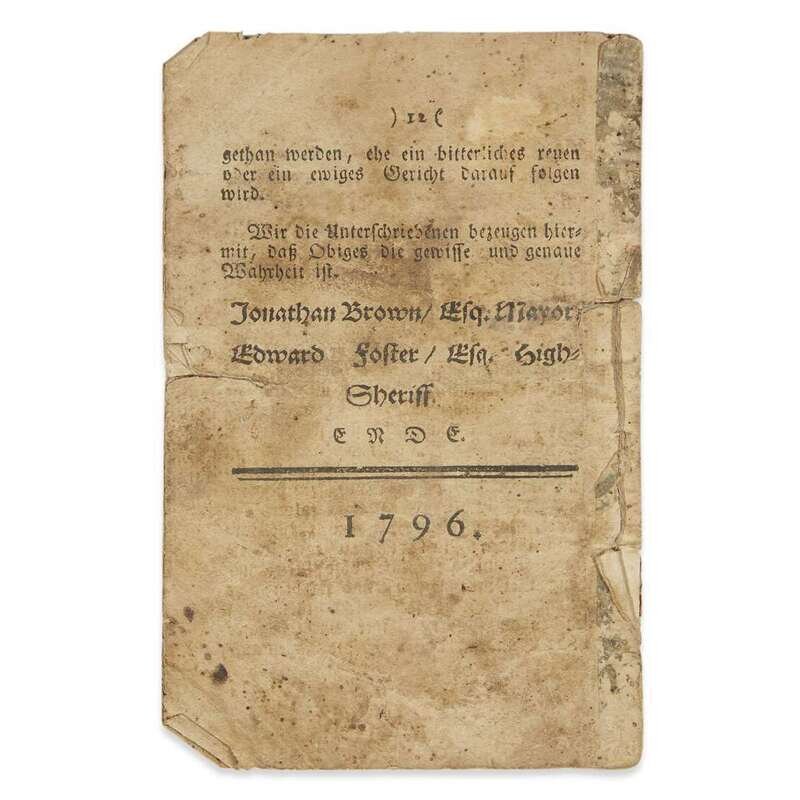 ) 12 (
gethan werden, ehe ein bitterliches reuen
oder ein ewiges Gericht darauf folgen
wird.
Wir die Unterschriebenen bezeugen hier=
mit, daß Obiges die gewisse und genaue
Wahrheit ist.
Jonathan Brown/ Esq. Mayor.
Edward Foster/ Esq. High=
Sheriff.
ENDE.
1796.